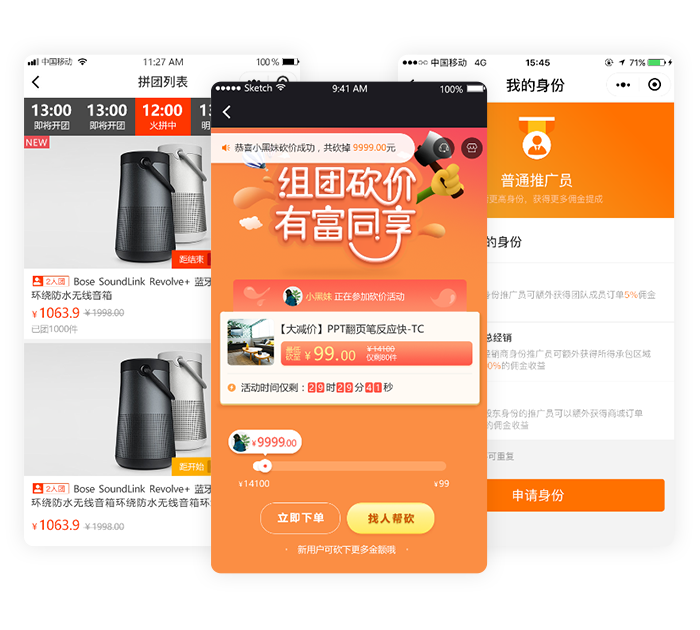 中国移动
11:27 AM
100%
拼团列表
13:00
即将开团
13:00
即将开团
12:00
火拼中
NEW
距结束
2人团 Bose SoundLink Revolve+ 蓝牙
环绕防水无线音箱
¥1063.9 ¥1998.00
已团1000件
距开始
2人团 Bose SoundLink Revolve+ 蓝牙
环绕防水无线音箱环绕防水无线音箱环
¥1063.9 ¥1998.00
Sketch
9:41 AM
100%
恭喜小黑妹砍价成功，共砍掉 9999.00元
组团砍价
有富同享
小黑妹 正在参加砍价活动
【大减价】PPT翻页笔反应快-TC
最低
砍至 ¥99.00 ¥14100
仅剩80件
活动时间仅剩：29时29分41秒
¥9999.00
¥14100
¥99
立即下单
找人帮砍
· 新用户可砍下更多金额哦 ·
中国移动 4G
15:45
71%
我的身份
普通推广员
更高身份，获得更多佣金提成
的身份
份推广员可额外获得团队成员订单5%佣金
总经销
经销商身份推广员可额外获得所得承包区域
0%的佣金收益
股东身份的推广员可以额外获得商城订单
的佣金收益
可重复
申请身份